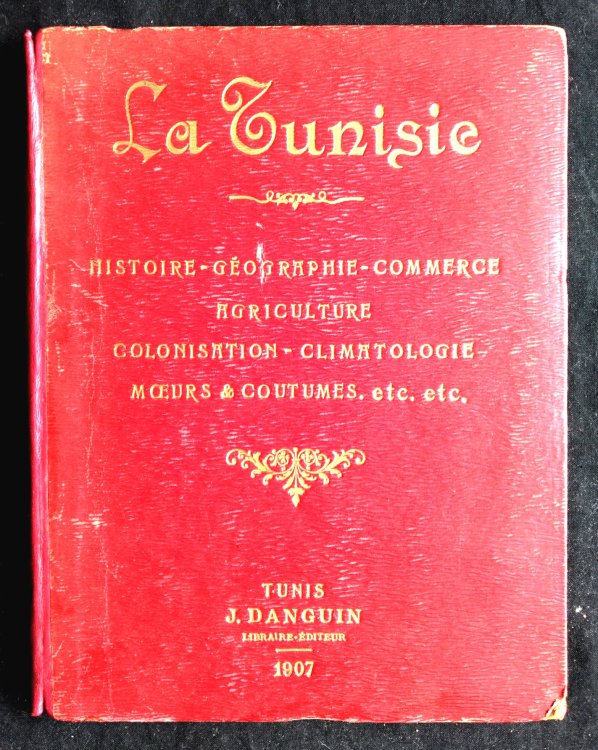 La Tunisie
HISTOIRE-GÉOGRAPHIE-COMMERCE
AGRICULTURE
COLONISATION-CLIMATOLOGIE
MŒURS & COUTUMES. etc. etc.
TUNIS
J. DANGUIN
LIBRAIRE-ÉDITEUR
1907